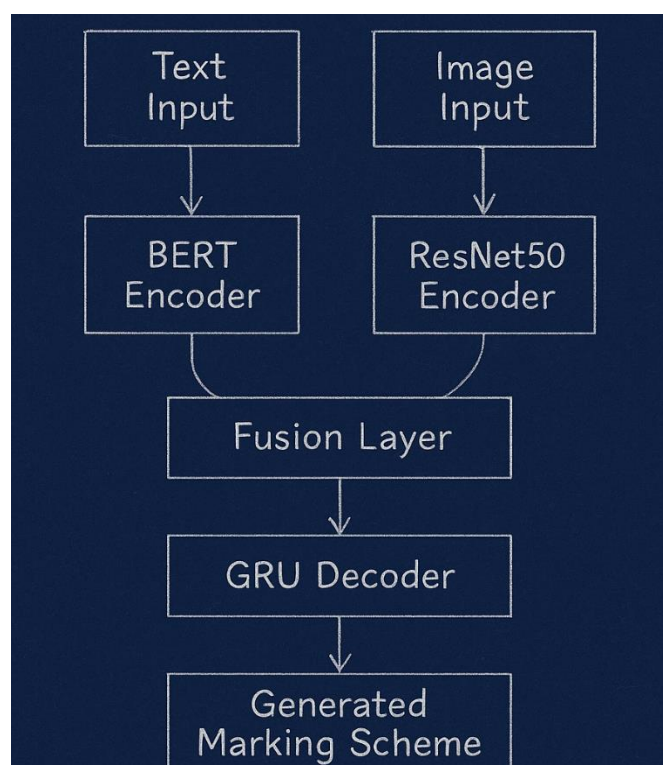 Text
Input
Image
Input
BERT
Encoder
ResNet50
Encoder
Fusion Layer
GRU Decoder
Generated
Marking Scheme